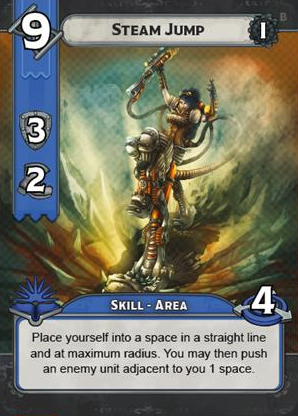 9
STEAM JUMP
I
B
3
2
SKILL - AREA
4
Place yourself into a space in a straight line
and at maximum radius. You may then push
an enemy unit adjacent to you 1 space.